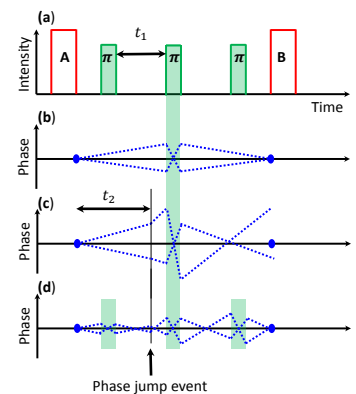 (a)
Intensity
A
π
t₁
π
π
B
Time
(b)
Phase
(c)
Phase
t₂
(d)
Phase
Phase jump event